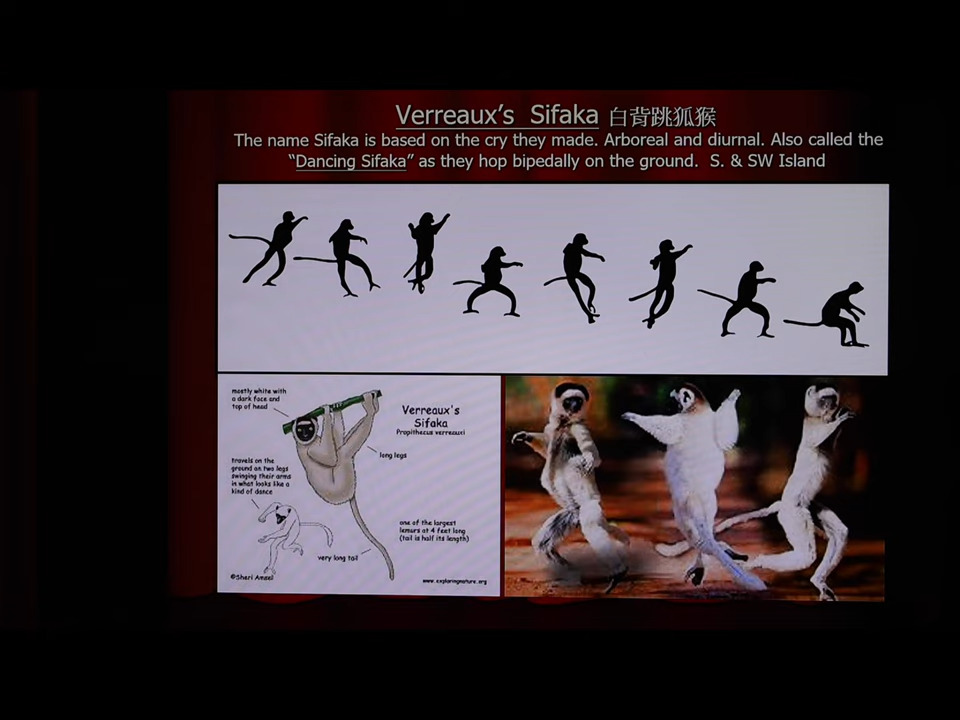 Verreaux's Sifaka 白背跳狐猴
The name Sifaka is based on the cry they made. Arboreal and diurnal. Also called the
"Dancing Sifaka" as they hop bipedally on the ground. S. & SW Island
mostly white with
a dark face and
top of head
Verreaux's
Sifaka
Propithecus verreauxi
long legs
travels on the
ground on two legs
swinging their arms
in what looks like a
kind of dance
one of the largest
lemurs at 4 feet long
(tail is half its length)
very long tail
©Sheri Amsel
www.exploringnature.org